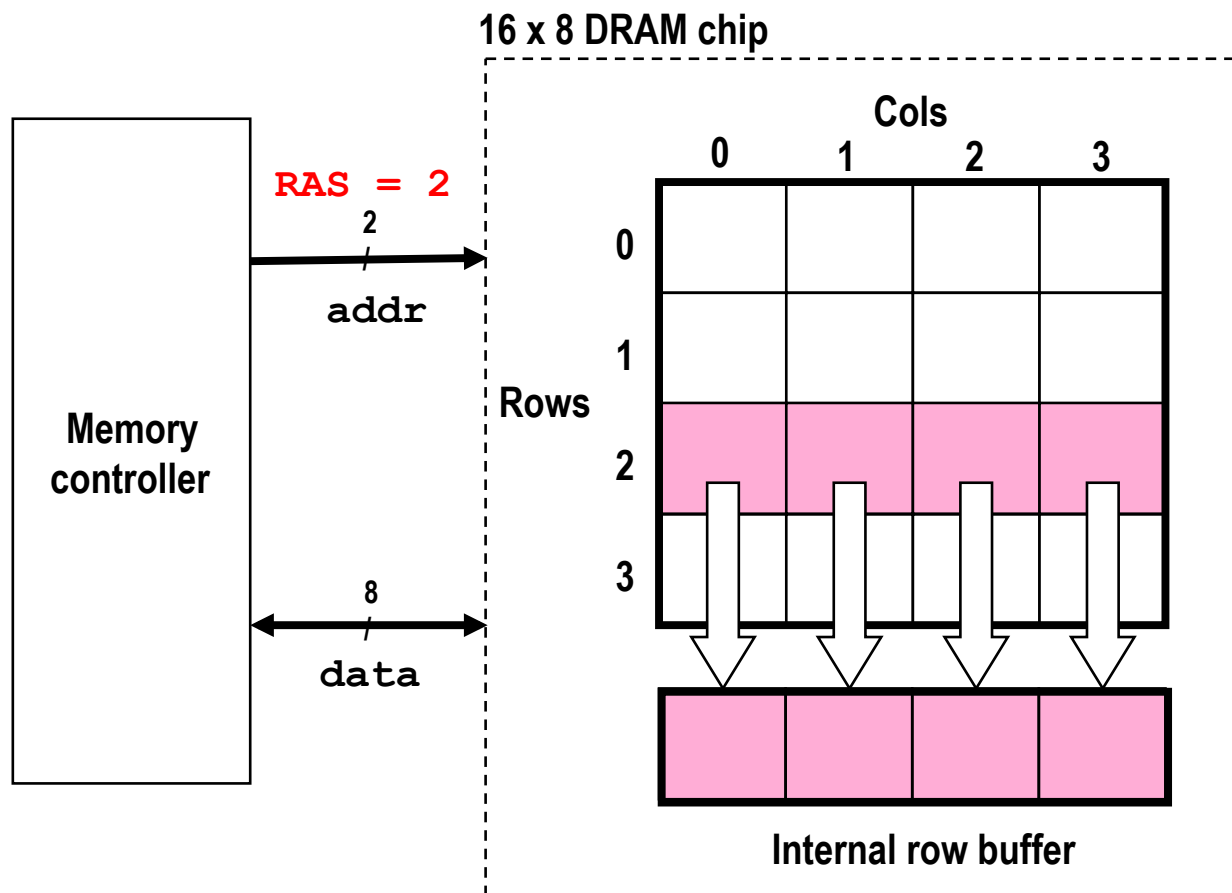 16 x 8 DRAM chip
Cols
0 1 2 3
RAS = 2
2
addr
0
1
Rows
2
3
Memory
controller
8
data
Internal row buffer